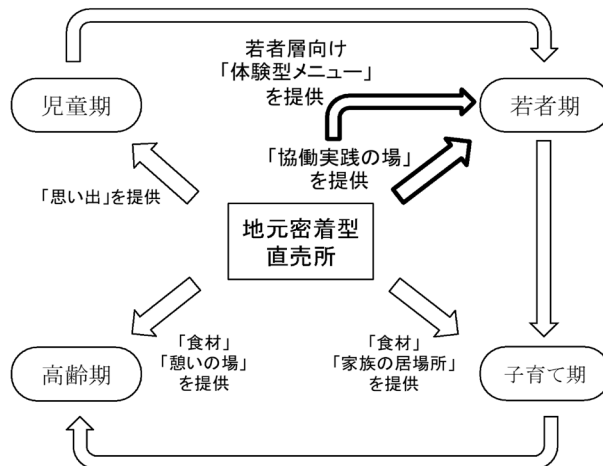 若者層向け
「体験型メニュー」
を提供
児童期
若者期
「協働実践の場」
を提供
「思い出」を提供
地元密着型
直売所
「食材」
「憩いの場」
を提供
「食材」
「家族の居場所」
を提供
高齢期
子育て期